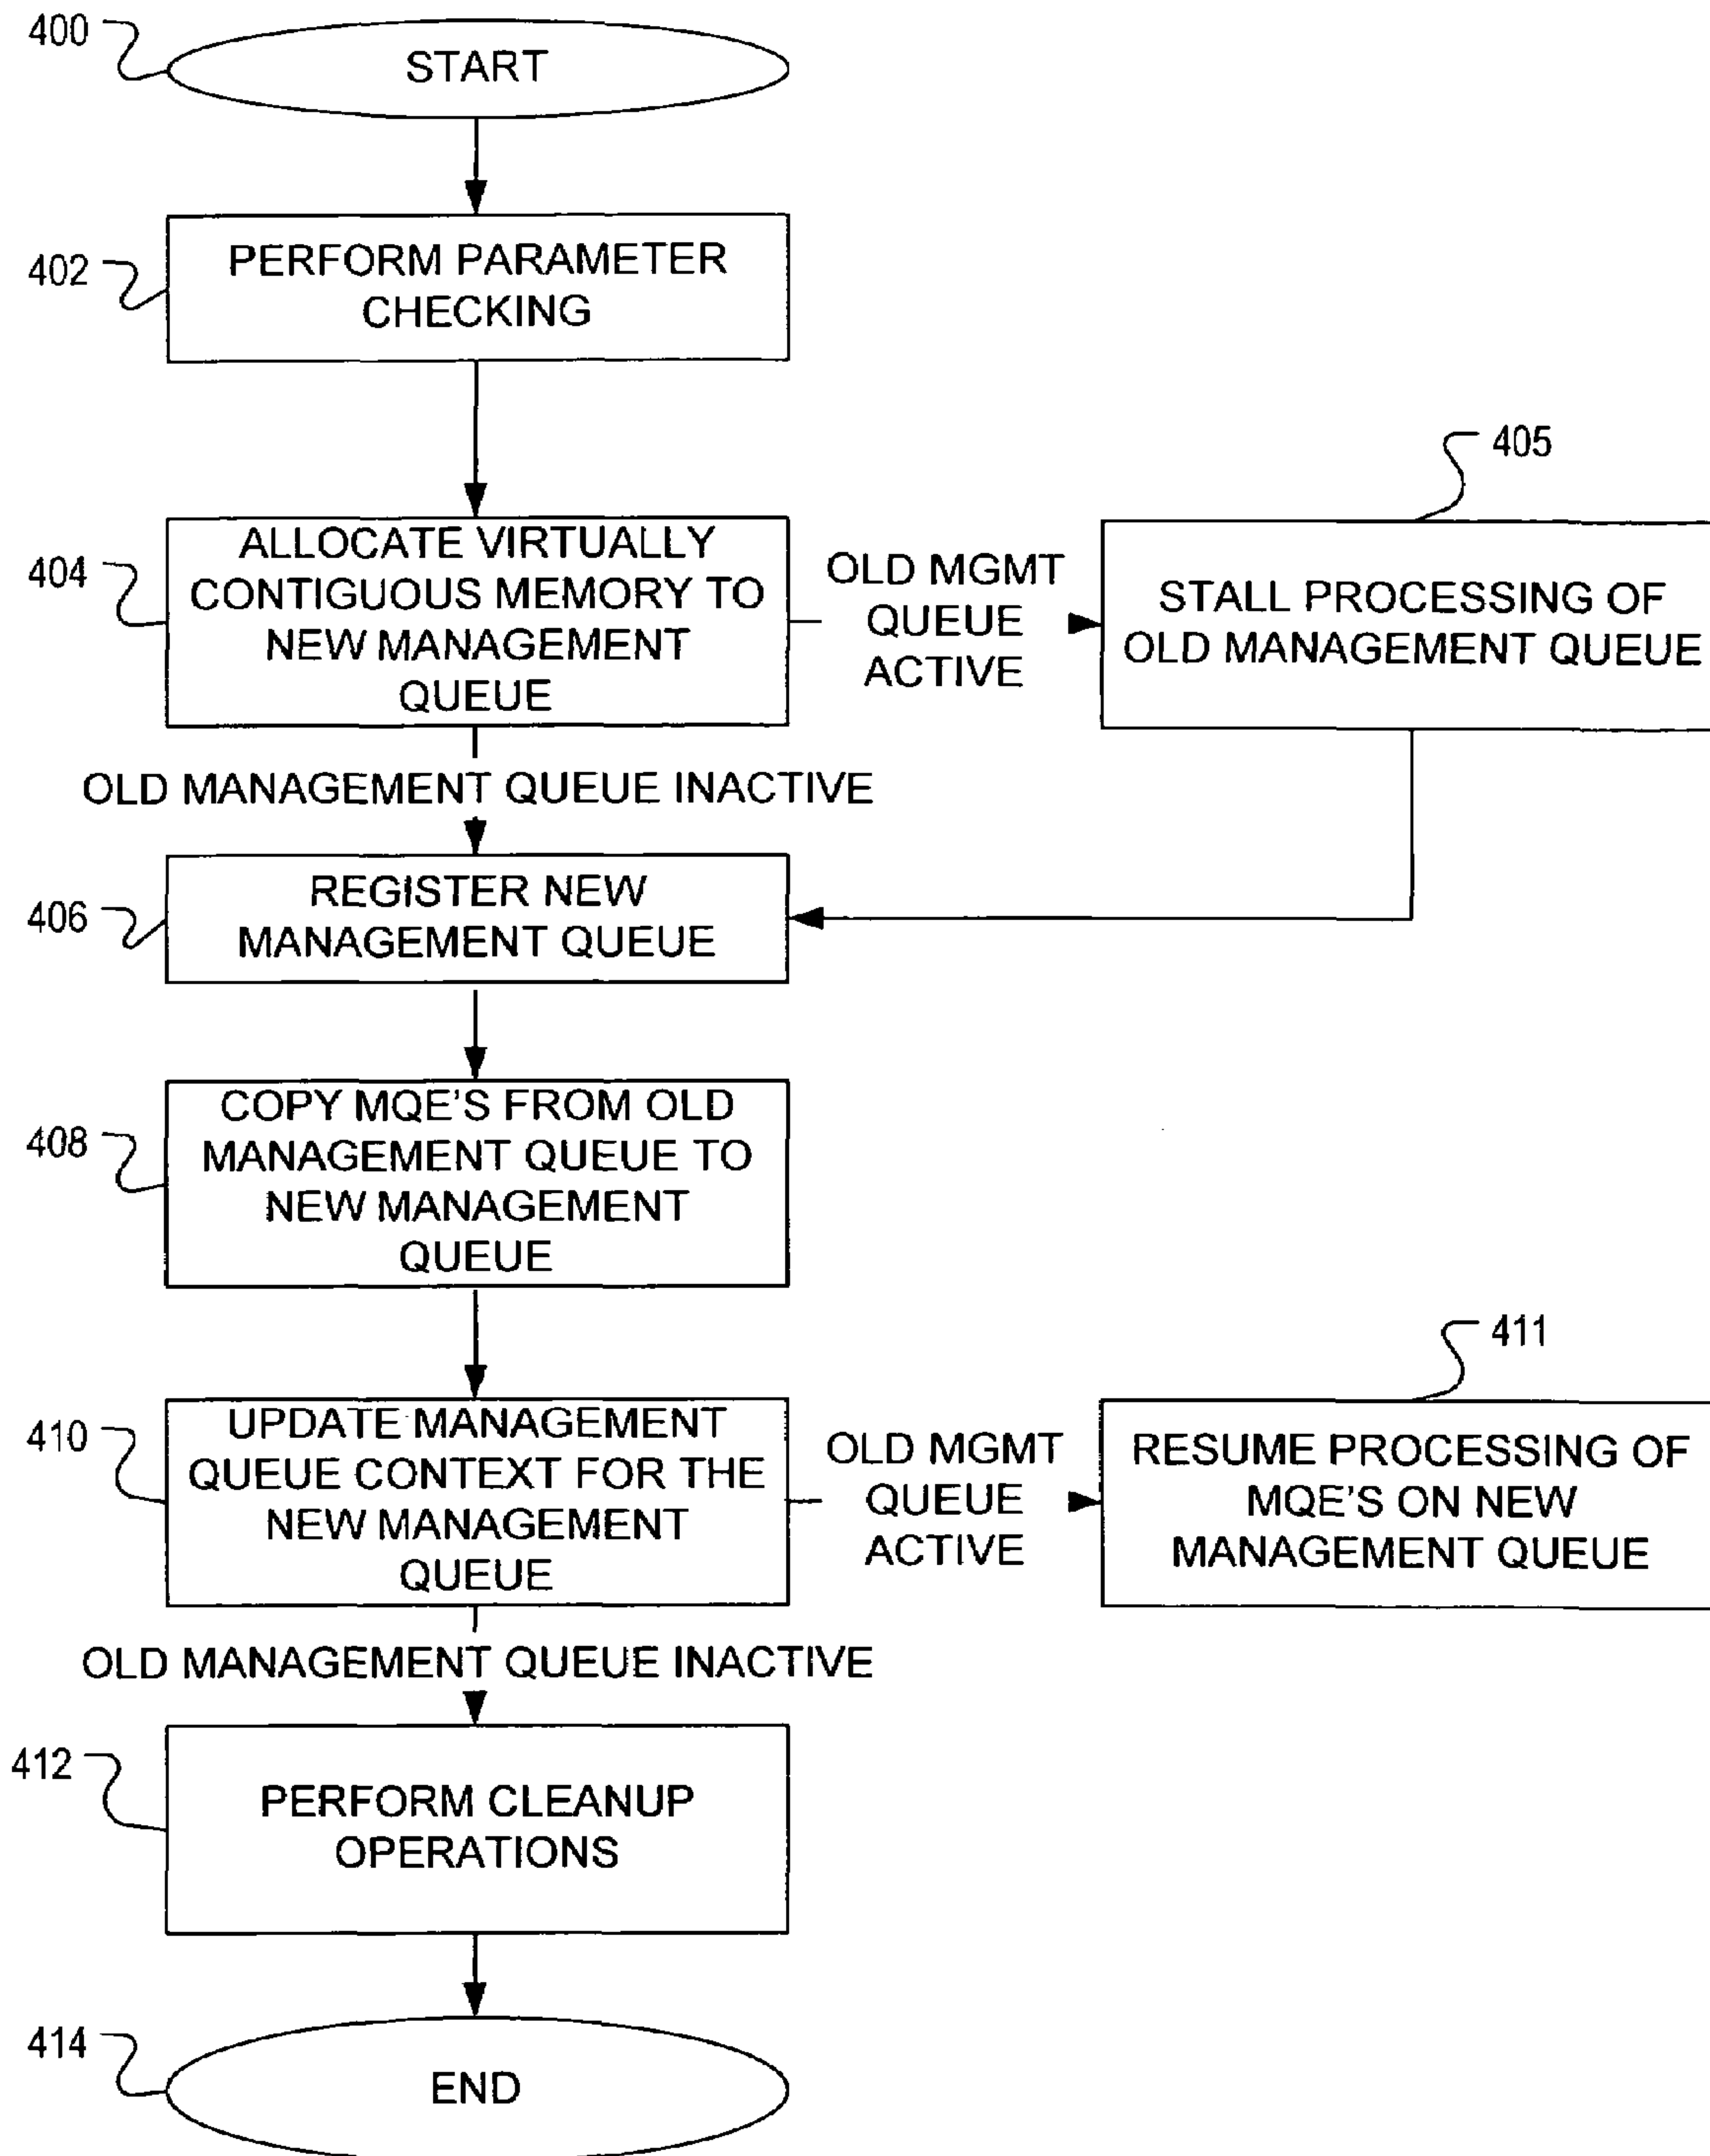 400
START
402
PERFORM PARAMETER
CHECKING
405
404
ALLOCATE VIRTUALLY
CONTIGUOUS MEMORY TO
NEW MANAGEMENT
QUEUE
OLD MGMT
QUEUE
ACTIVE
STALL PROCESSING OF
OLD MANAGEMENT QUEUE
OLD MANAGEMENT QUEUE INACTIVE
406
REGISTER NEW
MANAGEMENT QUEUE
408
COPY MQE'S FROM OLD
MANAGEMENT QUEUE TO
NEW MANAGEMENT
QUEUE
411
410
UPDATE MANAGEMENT
QUEUE CONTEXT FOR THE
NEW MANAGEMENT
QUEUE
OLD MGMT
QUEUE
ACTIVE
RESUME PROCESSING OF
MQE'S ON NEW
MANAGEMENT QUEUE
OLD MANAGEMENT QUEUE INACTIVE
412
PERFORM CLEANUP
OPERATIONS
414
END